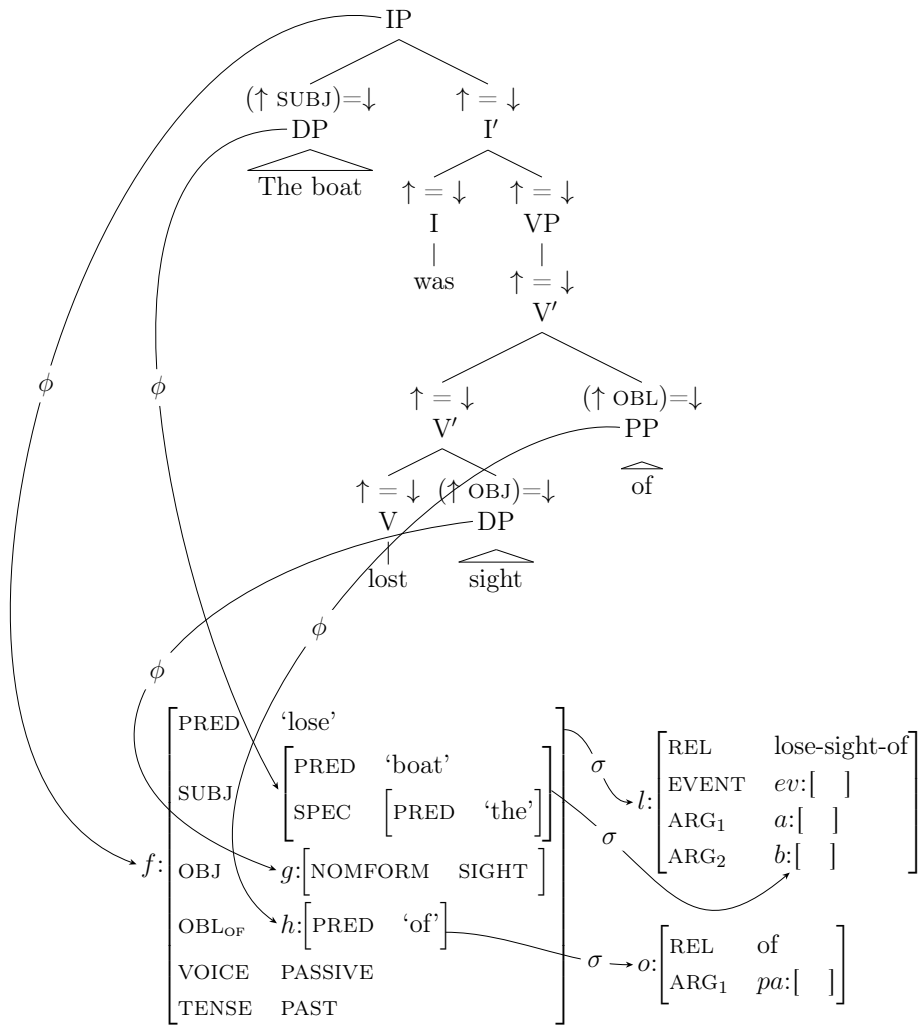 IP
(↑ SUBJ)=↓ ↑ = ↓
DP I′
The boat ↑ = ↓ ↑ = ↓
I VP
was ↑ = ↓
V′
ϕ ϕ ↑ = ↓ (↑ OBL)=↓
V′ PP
of
↑ = ↓ (↑ OBJ)=↓
V DP
lost sight
ϕ
ϕ
PRED ‘lose’
REL lose-sight-of
PRED ‘boat’ σ
EVENT ev:[ ]
SUBJ l:
SPEC [PRED ‘the’] ARG₁ a:[ ]
σ
ARG₂ b:[ ]
f: OBJ g:[NOMFORM SIGHT]
OBL_OF h:[PRED ‘of’]
REL of
σ o:
VOICE PASSIVE
ARG₁ pa:[ ]
TENSE PAST